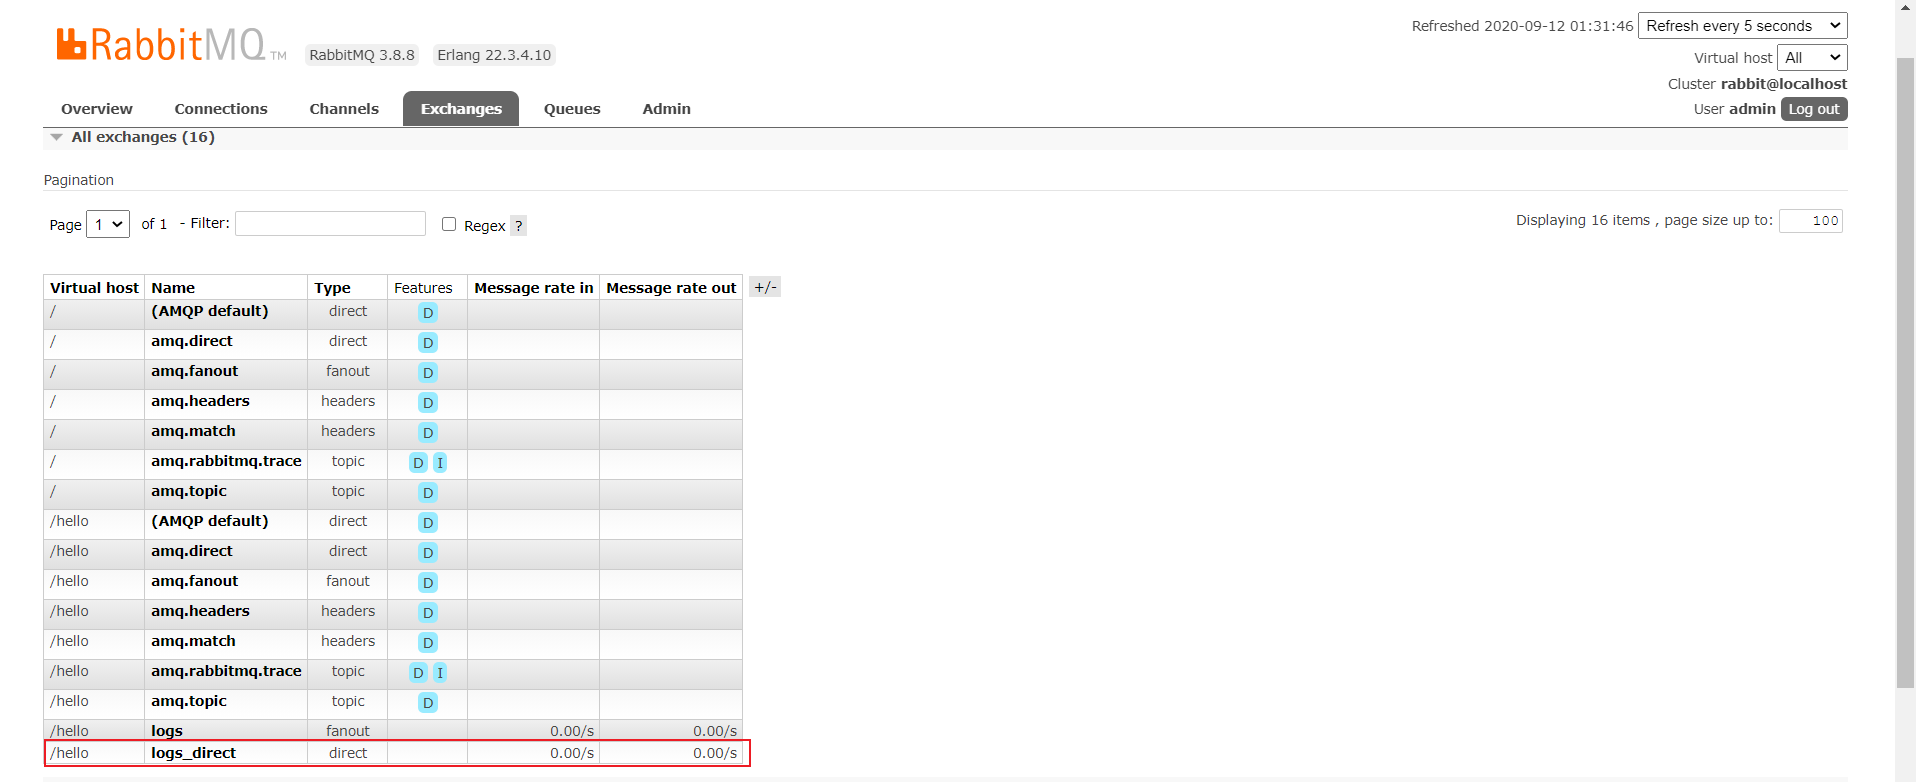 Refreshed 2020-09-12 01:31:46 Refresh every 5 seconds
RabbitMQ TM RabbitMQ 3.8.8 Erlang 22.3.4.10
Virtual host All
Cluster rabbit@localhost
User admin Log out
Overview Connections Channels Exchanges Queues Admin
All exchanges (16)
Pagination
Page 1 of 1 - Filter: Regex ?
Displaying 16 items , page size up to: 100
Virtual host Name Type Features Message rate in Message rate out +/-
/ (AMQP default) direct D
/ amq.direct direct D
/ amq.fanout fanout D
/ amq.headers headers D
/ amq.match headers D
/ amq.rabbitmq.trace topic D I
/ amq.topic topic D
/hello (AMQP default) direct D
/hello amq.direct direct D
/hello amq.fanout fanout D
/hello amq.headers headers D
/hello amq.match headers D
/hello amq.rabbitmq.trace topic D I
/hello amq.topic topic D
/hello logs fanout 0.00/s 0.00/s
/hello logs_direct direct 0.00/s 0.00/s